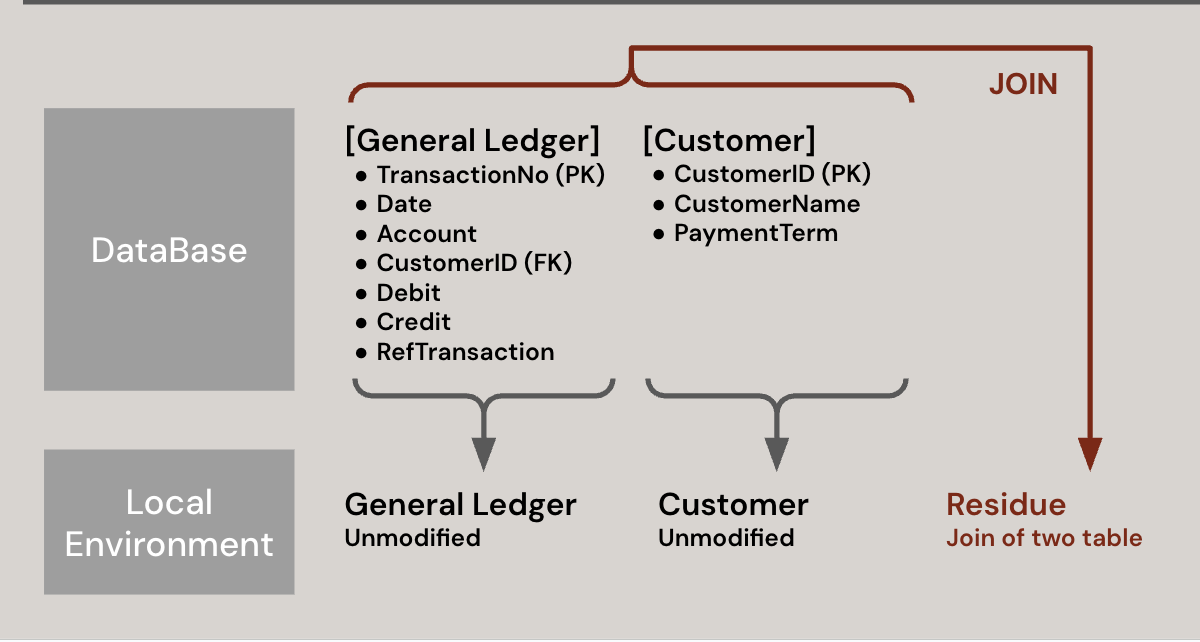 JOIN
DataBase
[General Ledger]
● TransactionNo (PK)
● Date
● Account
● CustomerID (FK)
● Debit
● Credit
● RefTransaction
[Customer]
● CustomerID (PK)
● CustomerName
● PaymentTerm
Local
Environment
General Ledger
Unmodified
Customer
Unmodified
Residue
Join of two table